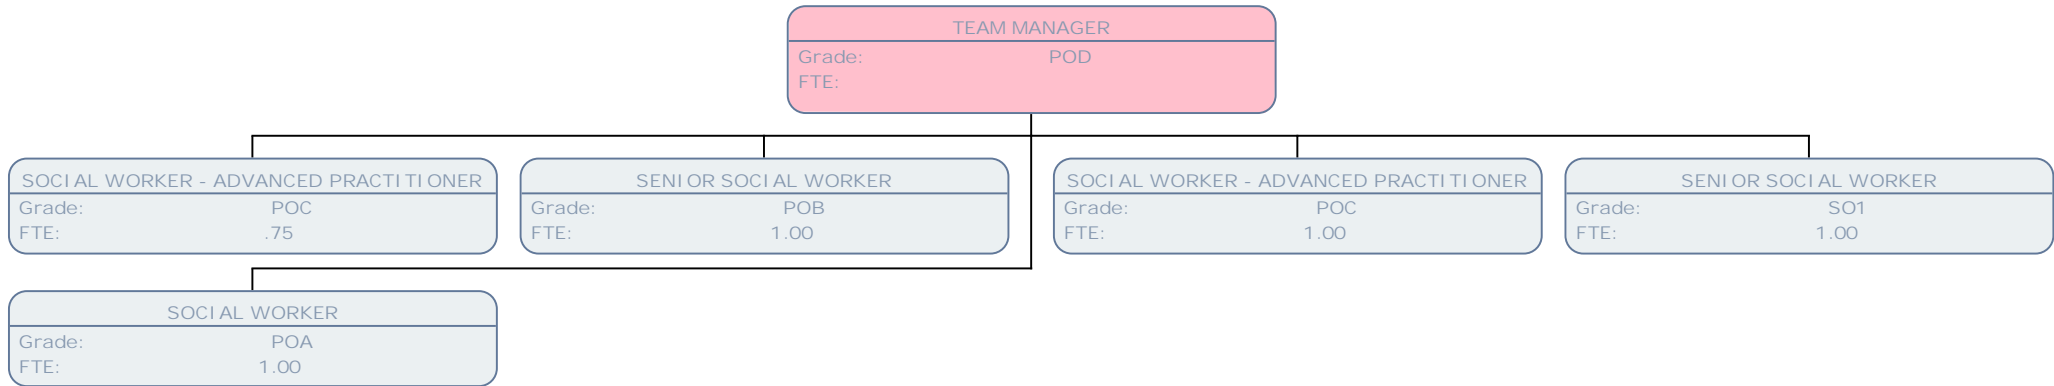 TEAM MANAGER
Grade: POD
FTE:
SOCIAL WORKER - ADVANCED PRACTITIONER
Grade: POC
FTE: .75
SENIOR SOCIAL WORKER
Grade: POB
FTE: 1.00
SOCIAL WORKER - ADVANCED PRACTITIONER
Grade: POC
FTE: 1.00
SENIOR SOCIAL WORKER
Grade: SO1
FTE: 1.00
SOCIAL WORKER
Grade: POA
FTE: 1.00